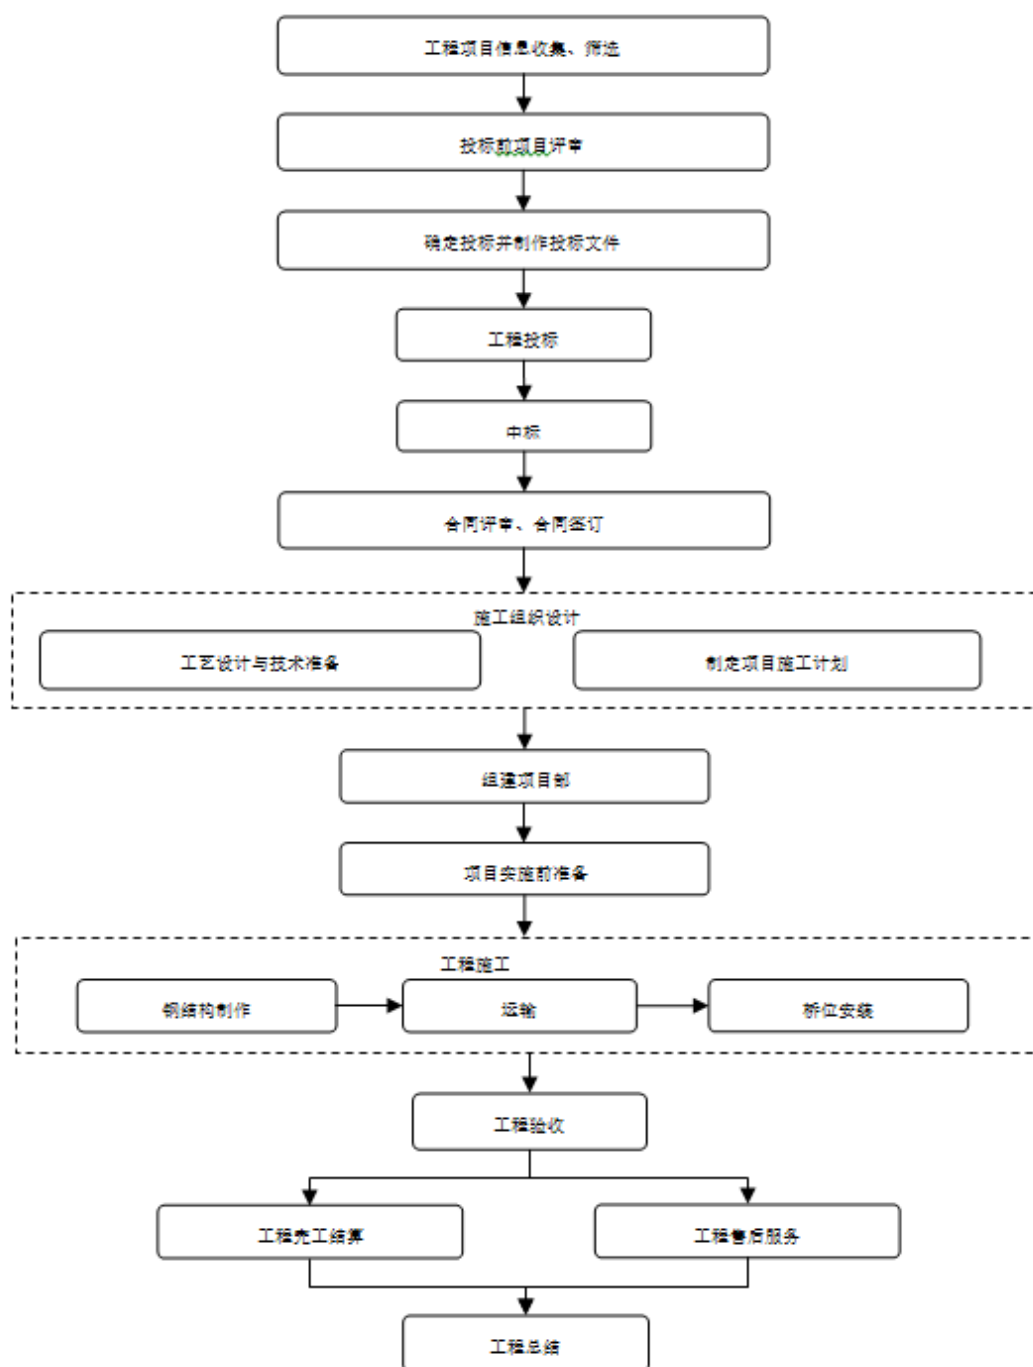 工程项目信息收集、筛选
投标前项目评审
确定投标并制作投标文件
工程投标
中标
合同评审、合同签订
施工组织设计
工艺设计与技术准备
制定项目施工计划
组建项目部
项目实施前准备
工程施工
钢结构制作
运输
桥位安装
工程验收
工程完工结算
工程售后服务
工程总结